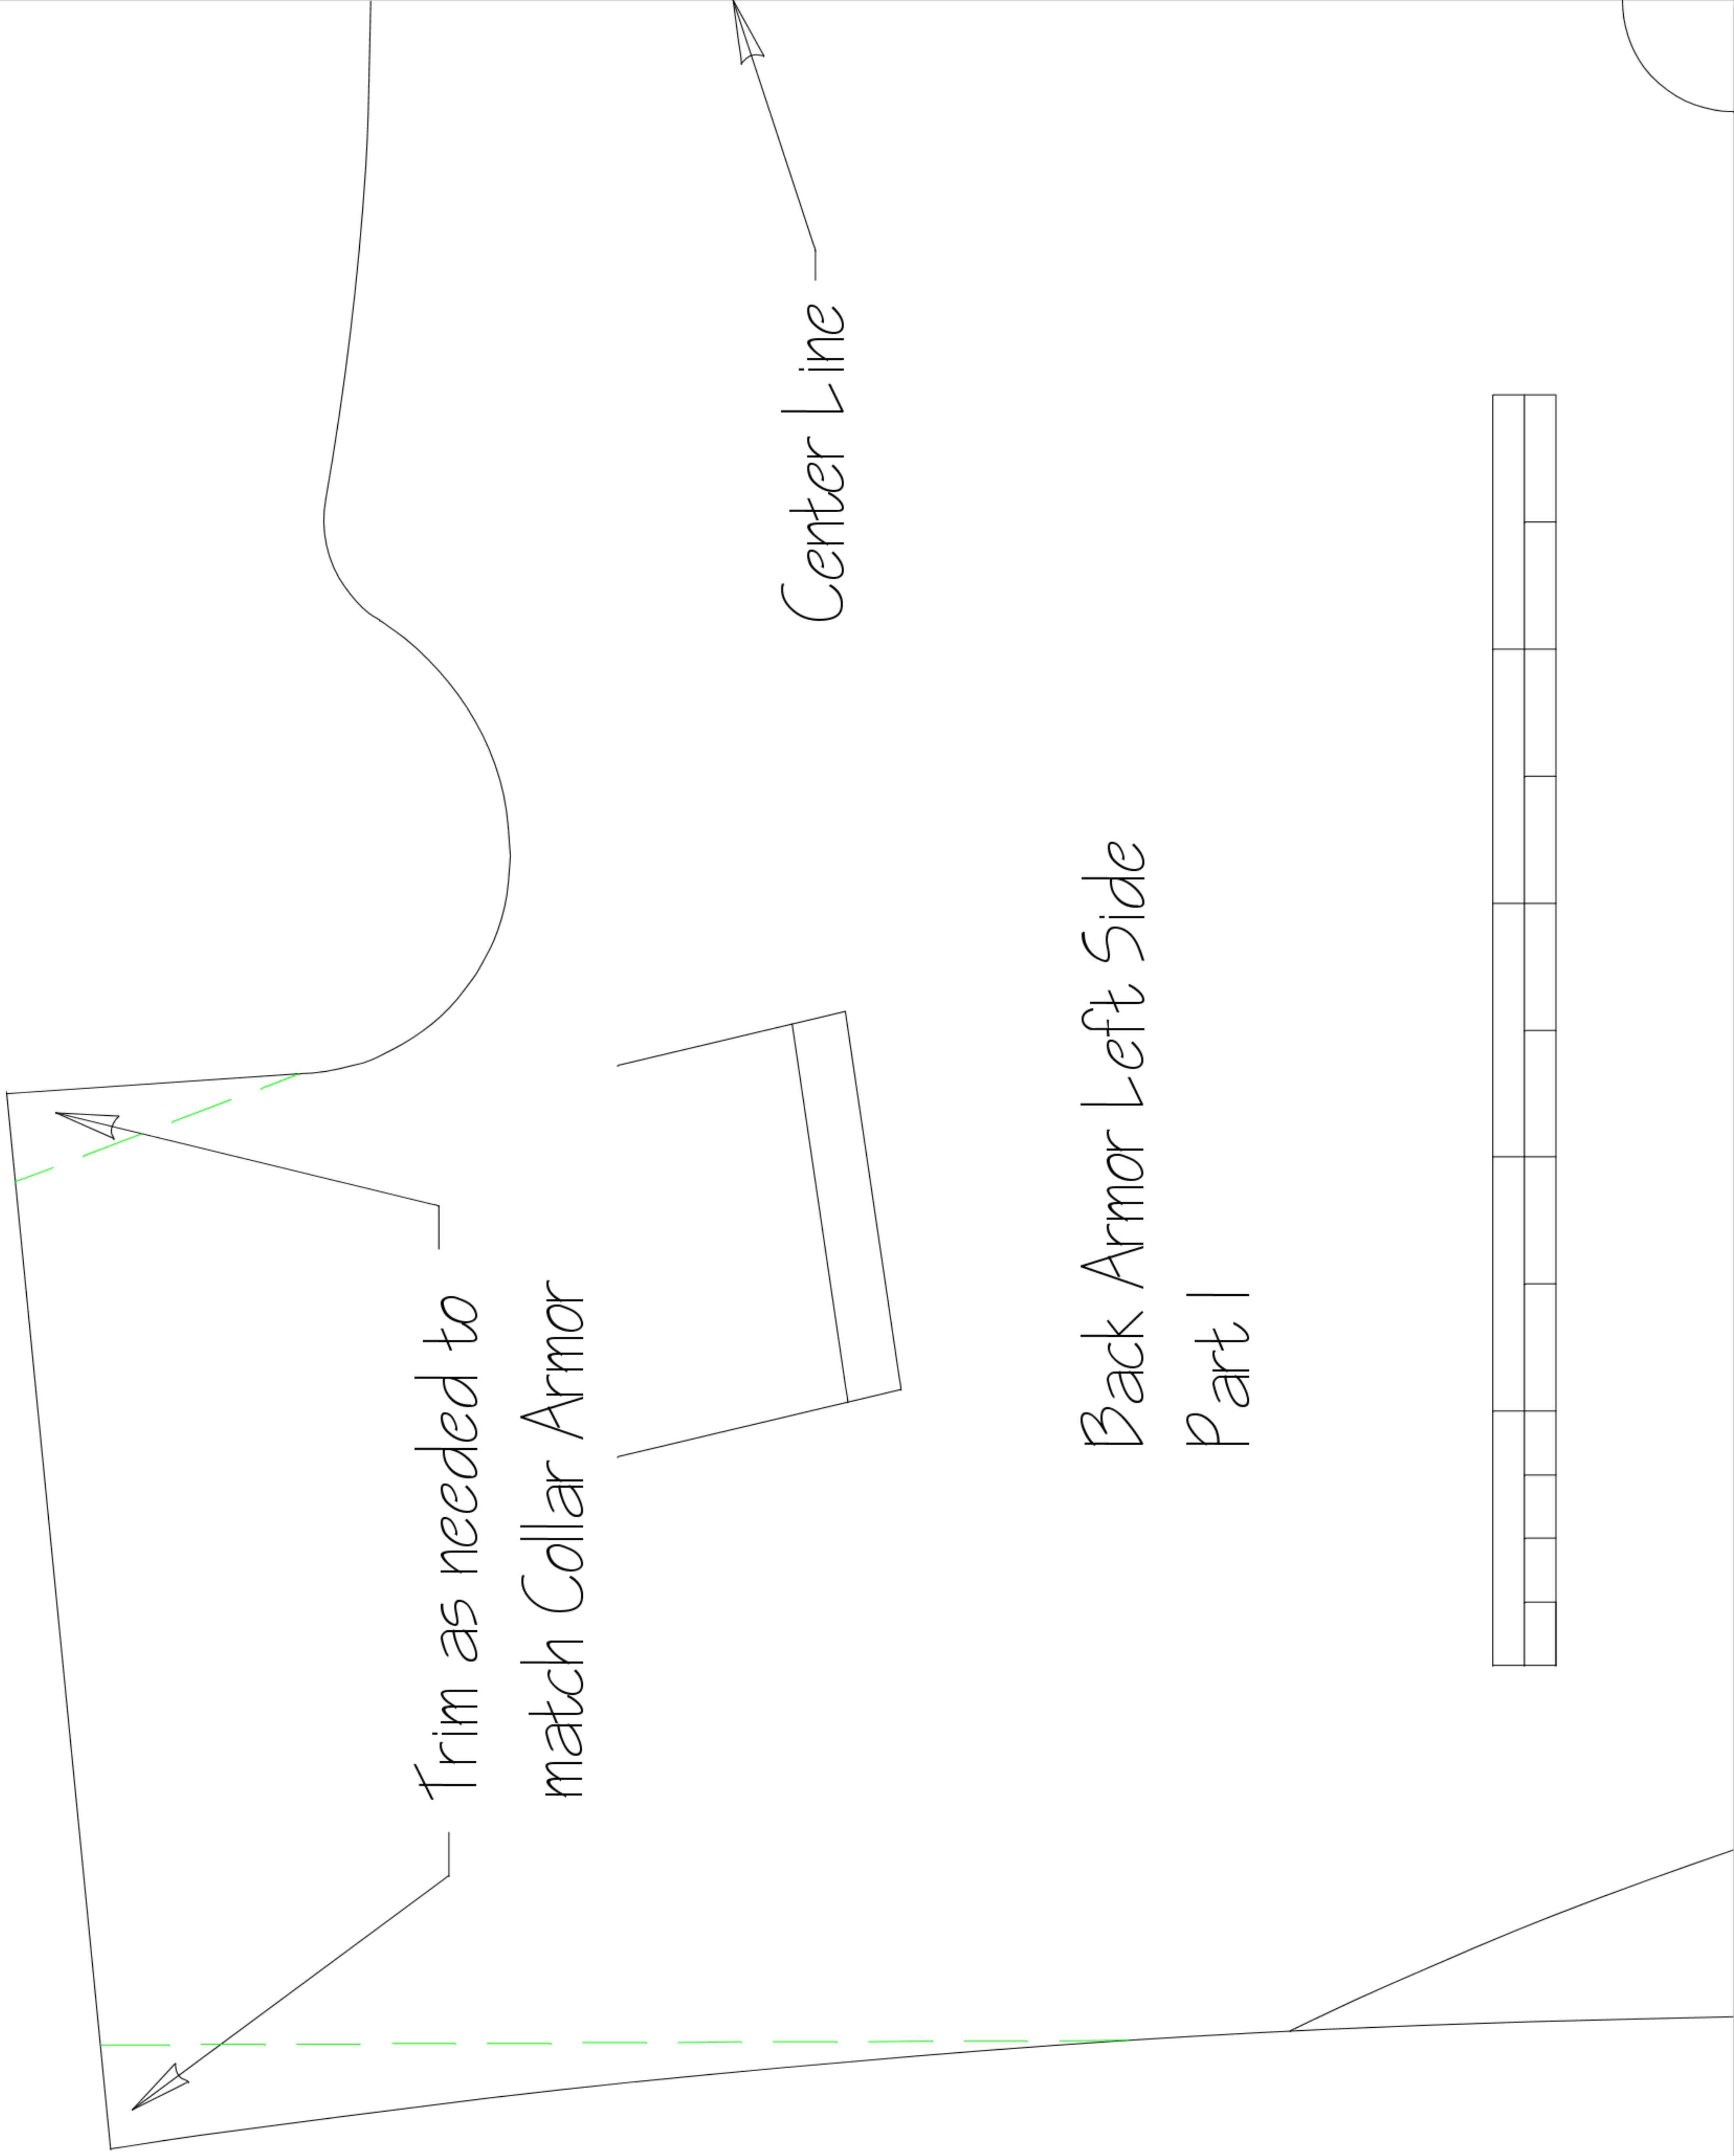 Trim as needed to
match Collar Armor
Center Line
Back Armor Left Side
Part 1